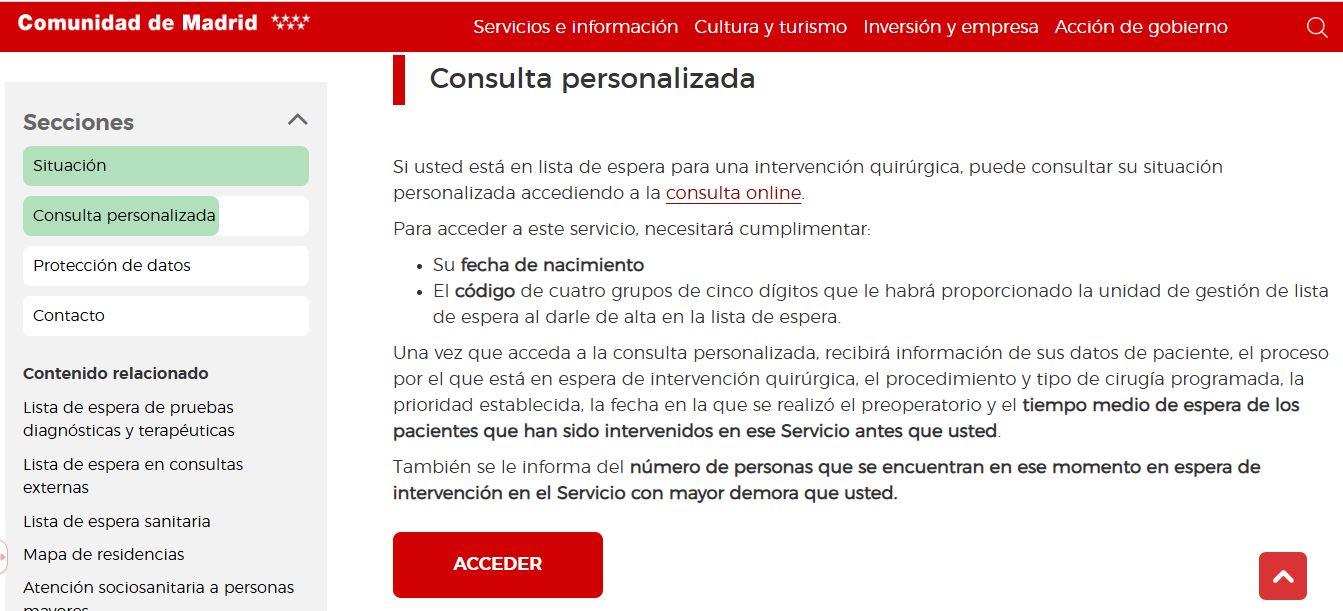 Comunidad de Madrid
Servicios e información Cultura y turismo Inversión y empresa Acción de gobierno
Secciones
Situación
Consulta personalizada
Protección de datos
Contacto
Contenido relacionado
Lista de espera de pruebas
diagnósticas y terapéuticas
Lista de espera en consultas
externas
Lista de espera sanitaria
Mapa de residencias
Atención sociosanitaria a personas
mayores
Consulta personalizada
Si usted está en lista de espera para una intervención quirúrgica, puede consultar su situación
personalizada accediendo a la consulta online.
Para acceder a este servicio, necesitará cumplimentar:
• Su fecha de nacimiento
• El código de cuatro grupos de cinco dígitos que le habrá proporcionado la unidad de gestión de lista
de espera al darle de alta en la lista de espera.
Una vez que acceda a la consulta personalizada, recibirá información de sus datos de paciente, el proceso
por el que está en espera de intervención quirúrgica, el procedimiento y tipo de cirugía programada, la
prioridad establecida, la fecha en la que se realizó el preoperatorio y el tiempo medio de espera de los
pacientes que han sido intervenidos en ese Servicio antes que usted.
También se le informa del número de personas que se encuentran en ese momento en espera de
intervención en el Servicio con mayor demora que usted.
ACCEDER